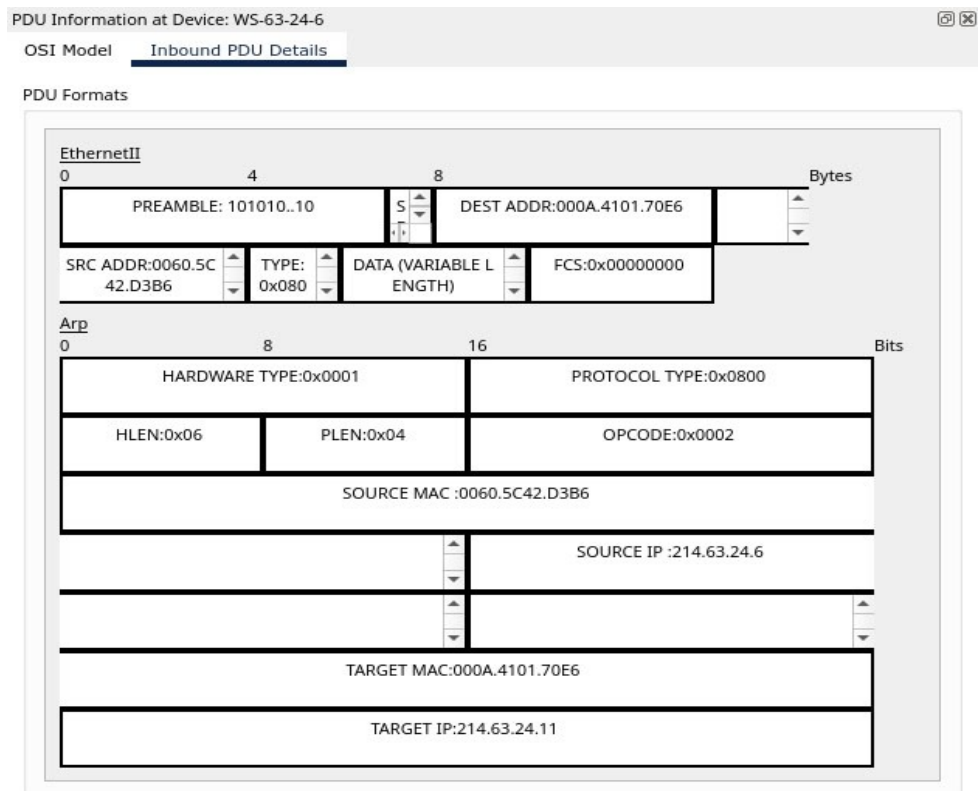 PDU Information at Device: WS-63-24-6
OSI Model Inbound PDU Details
PDU Formats
EthernetII
0 4 8 Bytes
PREAMBLE: 101010..10 S DEST ADDR:000A.4101.70E6
SRC ADDR:0060.5C TYPE: DATA (VARIABLE L FCS:0x00000000
42.D3B6 0x080 ENGTH)
Arp
0 8 16 Bits
HARDWARE TYPE:0x0001 PROTOCOL TYPE:0x0800
HLEN:0x06 PLEN:0x04 OPCODE:0x0002
SOURCE MAC :0060.5C42.D3B6
SOURCE IP :214.63.24.6
TARGET MAC:000A.4101.70E6
TARGET IP:214.63.24.11